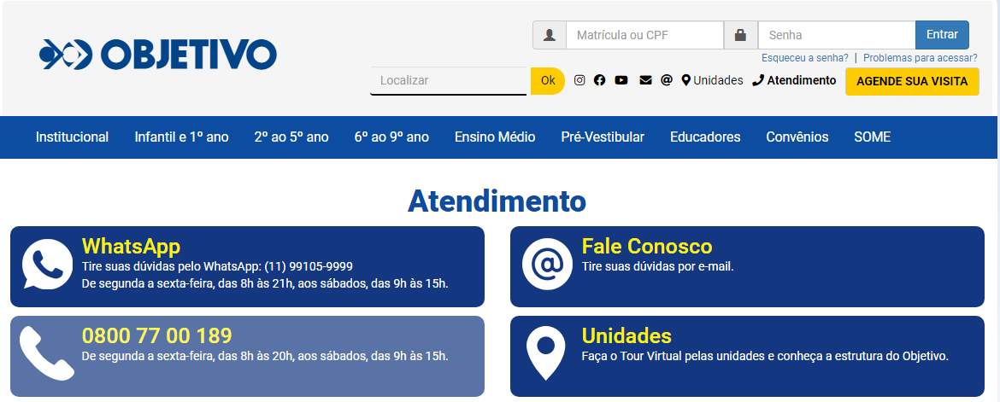 OBJETIVO
Matrícula ou CPF
Senha
Entrar
Esqueceu a senha? | Problemas para acessar?
Localizar
Ok
Unidades
Atendimento
AGENDE SUA VISITA
Institucional
Infantil e 1º ano
2º ao 5º ano
6º ao 9º ano
Ensino Médio
Pré-Vestibular
Educadores
Convênios
SOME
Atendimento
WhatsApp
Tire suas dúvidas pelo WhatsApp: (11) 99105-9999
De segunda a sexta-feira, das 8h às 21h, aos sábados, das 9h às 15h.
Fale Conosco
Tire suas dúvidas por e-mail.
0800 77 00 189
De segunda a sexta-feira, das 8h às 20h, aos sábados, das 9h às 15h.
Unidades
Faça o Tour Virtual pelas unidades e conheça a estrutura do Objetivo.